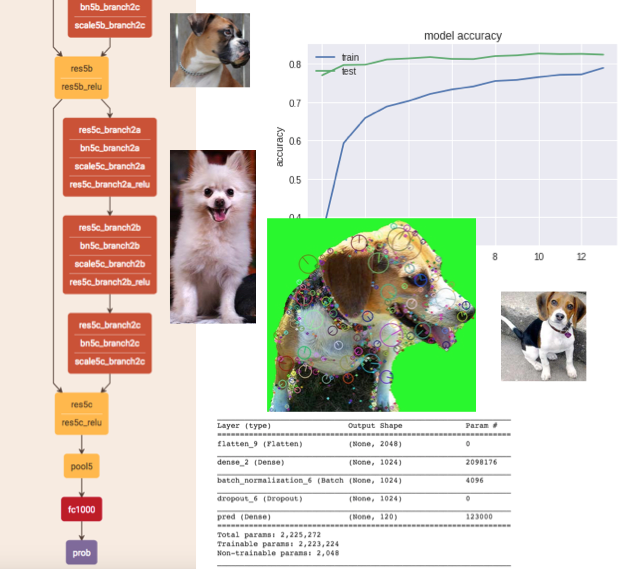 bn5b_branch2c
scale5b_branch2c
res5b
res5b_relu
res5c_branch2a
bn5c_branch2a
scale5c_branch2a
res5c_branch2a_relu
res5c_branch2b
bn5c_branch2b
scale5c_branch2b
res5c_branch2b_relu
res5c_branch2c
bn5c_branch2c
scale5c_branch2c
res5c
res5c_relu
pool5
fc1000
prob
model accuracy
train
test
accuracy
0.8
0.7
0.6
0.5
0.4
8 10 12
Layer (type) Output Shape Param #
flatten_9 (Flatten) (None, 2048) 0
dense_2 (Dense) (None, 1024) 2098176
batch_normalization_6 (Batch (None, 1024) 4096
dropout_6 (Dropout) (None, 1024) 0
pred (Dense) (None, 120) 123000
Total params: 2,225,272
Trainable params: 2,223,224
Non-trainable params: 2,048